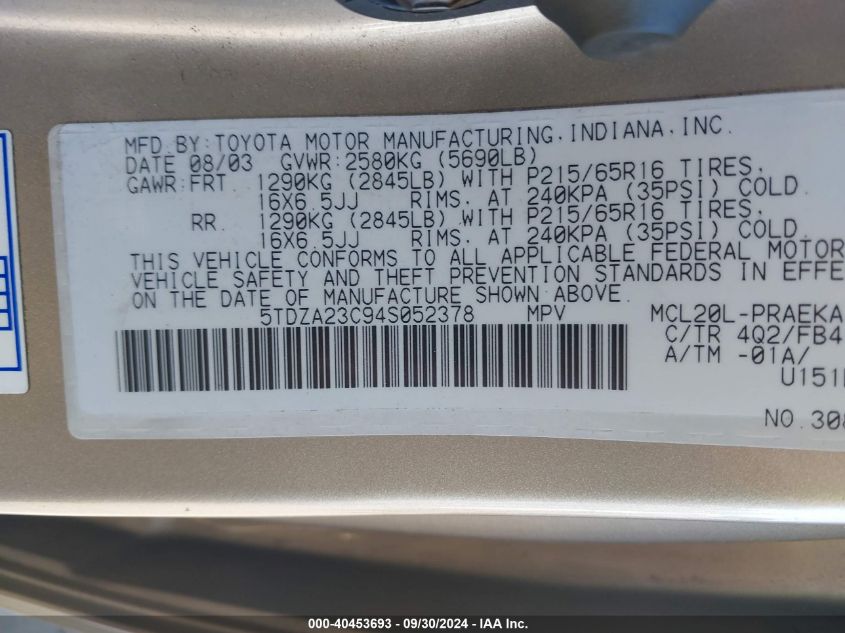 MFD.BY:TOYOTA MOTOR MANUFACTURING,INDIANA,INC.
DATE 08/03 GVWR:2580KG (5690LB)
GAWR:FRT 1290KG (2845LB) WITH P215/65R16 TIRES,
16X6.5JJ RIMS, AT 240KPA (35PSI) COLD.
RR 1290KG (2845LB) WITH P215/65R16 TIRES,
16X6.5JJ RIMS, AT 240KPA (35PSI) COLD.
THIS VEHICLE CONFORMS TO ALL APPLICABLE FEDERAL MOTOR
VEHICLE SAFETY AND THEFT PREVENTION STANDARDS IN EFFE
ON THE DATE OF MANUFACTURE SHOWN ABOVE.
5TDZA23C94S052378 MPV MCL20L-PRAEKA
C/TR 4Q2/FB4
A/TM -01A/
U151
NO.308
000-40453693 - 09/30/2024 - IAA Inc.